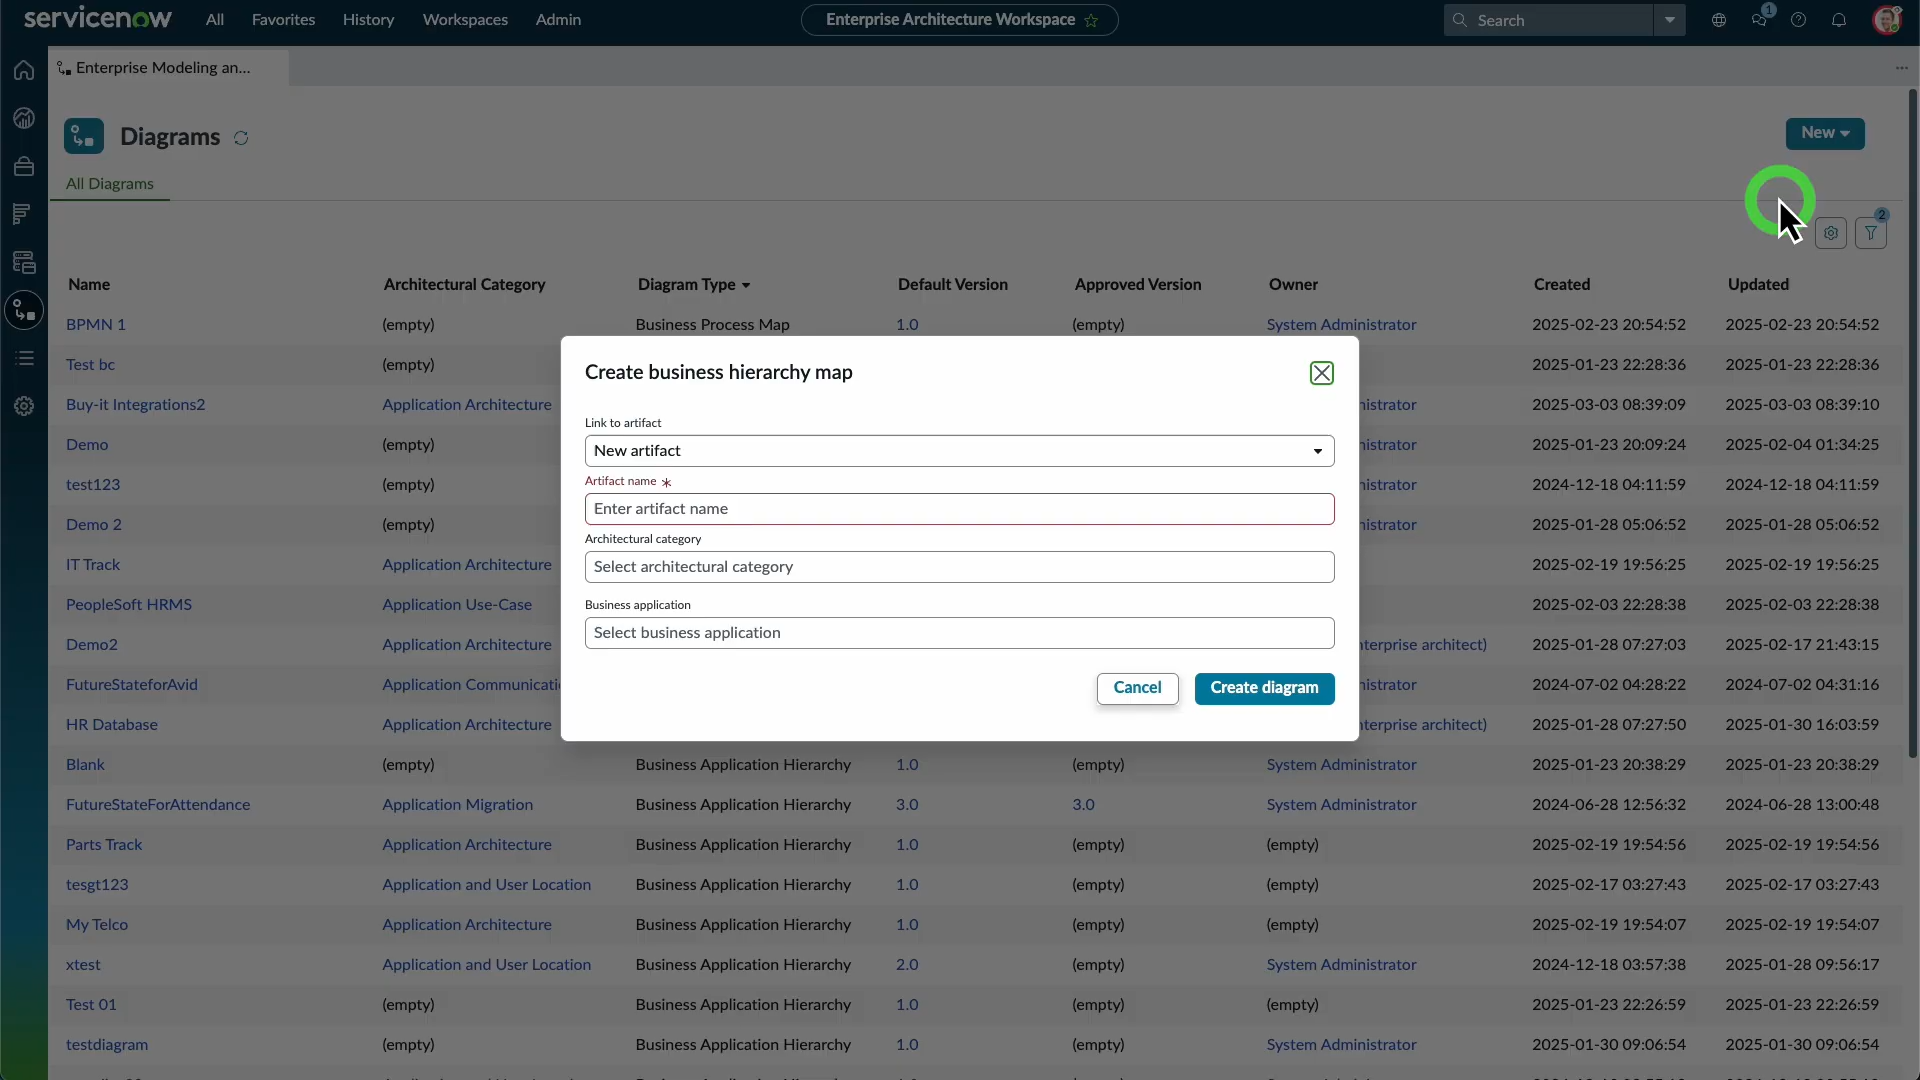 servicenow All Favorites History Workspaces Admin Enterprise Architecture Workspace Search 1
Enterprise Modeling an...
Diagrams New
All Diagrams
2
Name Architectural Category Diagram Type Default Version Approved Version Owner Created Updated
BPMN 1 (empty) Business Process Map 1.0 (empty) System Administrator 2025-02-23 20:54:52 2025-02-23 20:54:52
Test bc (empty) 2025-01-23 22:28:36 2025-01-23 22:28:36
Buy-it Integrations2 Application Architecture nistrator 2025-03-03 08:39:09 2025-03-03 08:39:10
Demo (empty) nistrator 2025-01-23 20:09:24 2025-02-04 01:34:25
test123 (empty) nistrator 2024-12-18 04:11:59 2024-12-18 04:11:59
Demo 2 (empty) nistrator 2025-01-28 05:06:52 2025-01-28 05:06:52
IT Track Application Architecture 2025-02-19 19:56:25 2025-02-19 19:56:25
PeopleSoft HRMS Application Use-Case 2025-02-03 22:28:38 2025-02-03 22:28:38
Demo2 Application Architecture nterprise architect) 2025-01-28 07:27:03 2025-02-17 21:43:15
FutureStateforAvid Application Communicati nistrator 2024-07-02 04:28:22 2024-07-02 04:31:16
HR Database Application Architecture nterprise architect) 2025-01-28 07:27:50 2025-01-30 16:03:59
Blank (empty) Business Application Hierarchy 1.0 (empty) System Administrator 2025-01-23 20:38:29 2025-01-23 20:38:29
FutureStateForAttendance Application Migration Business Application Hierarchy 3.0 3.0 System Administrator 2024-06-28 12:56:32 2024-06-28 13:00:48
Parts Track Application Architecture Business Application Hierarchy 1.0 (empty) (empty) 2025-02-19 19:54:56 2025-02-19 19:54:56
tesgt123 Application and User Location Business Application Hierarchy 1.0 (empty) (empty) 2025-02-17 03:27:43 2025-02-17 03:27:43
My Telco Application Architecture Business Application Hierarchy 1.0 (empty) (empty) 2025-02-19 19:54:07 2025-02-19 19:54:07
xtest Application and User Location Business Application Hierarchy 2.0 (empty) System Administrator 2024-12-18 03:57:38 2025-01-28 09:56:17
Test 01 (empty) Business Application Hierarchy 1.0 (empty) (empty) 2025-01-23 22:26:59 2025-01-23 22:26:59
testdiagram (empty) Business Application Hierarchy 1.0 (empty) System Administrator 2025-01-30 09:06:54 2025-01-30 09:06:54
Create business hierarchy map
Link to artifact
New artifact
Artifact name *
Enter artifact name
Architectural category
Select architectural category
Business application
Select business application
Cancel Create diagram